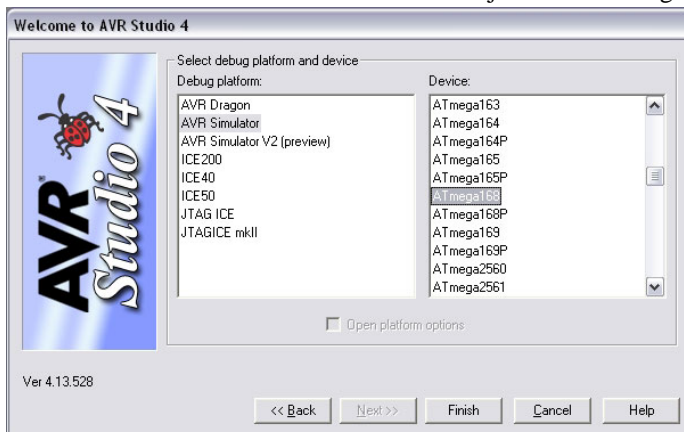 Welcome to AVR Studio 4
AVR Studio 4
Select debug platform and device
Debug platform:
AVR Dragon
AVR Simulator
AVR Simulator V2 (preview)
ICE200
ICE40
ICE50
JTAG ICE
JTAGICE mkII
Device:
ATmega163
ATmega164
ATmega164P
ATmega165
ATmega165P
ATmega168
ATmega168P
ATmega169
ATmega169P
ATmega2560
ATmega2561
Open platform options
Ver 4.13.528
<< Back Next >> Finish Cancel Help